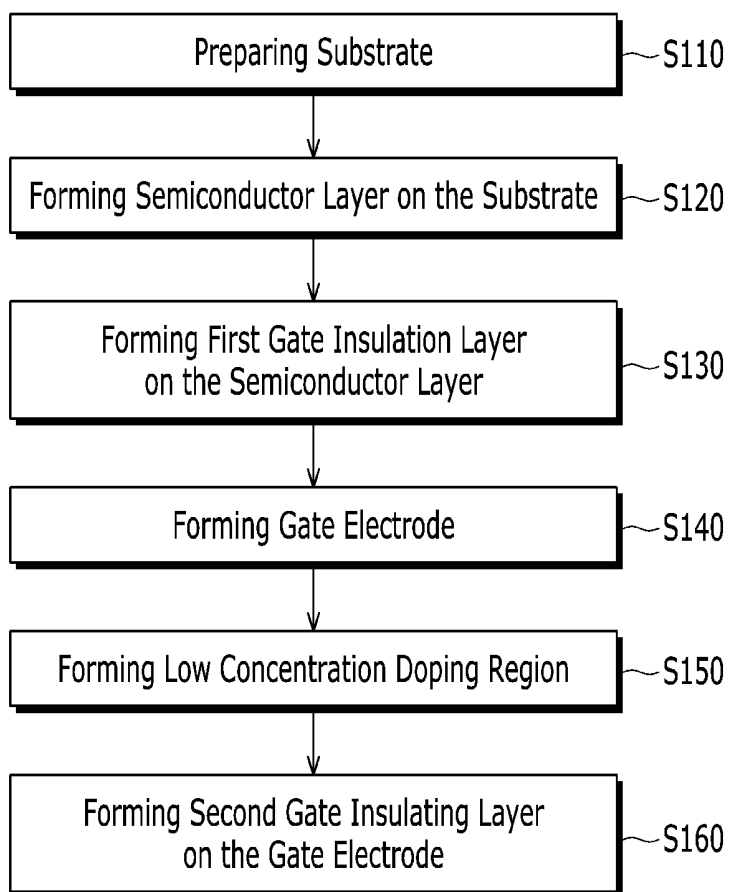 Preparing Substrate
S110
Forming Semiconductor Layer on the Substrate
S120
Forming First Gate Insulation Layer
on the Semiconductor Layer
S130
Forming Gate Electrode
S140
Forming Low Concentration Doping Region
S150
Forming Second Gate Insulating Layer
on the Gate Electrode
S160